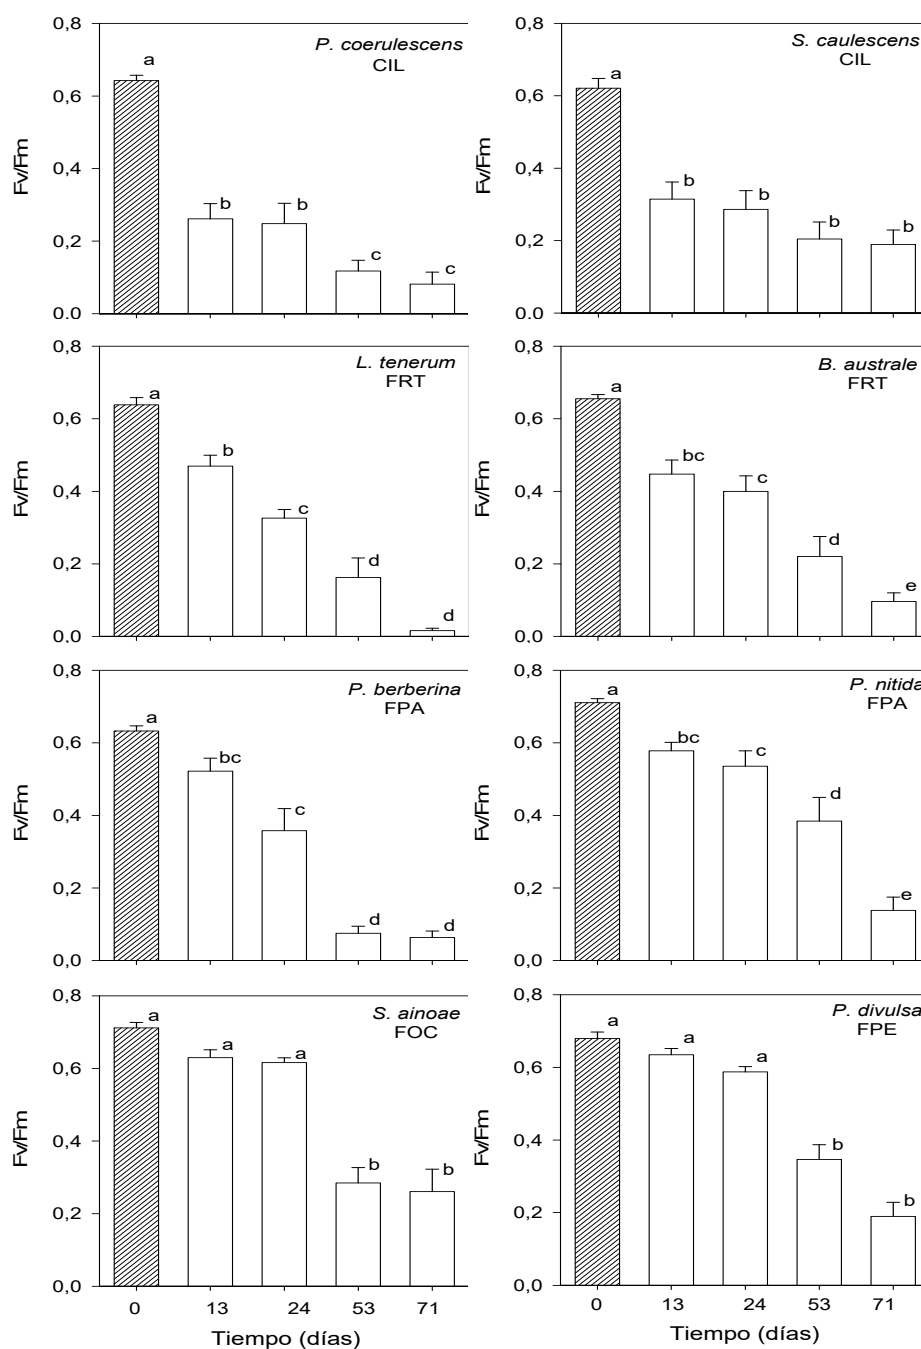 0,8
P. coerulescens
CIL
a
0,6
Fv/Fm
0,4
b
b
0,2
c
c
0.0
0,8
S. caulescens
CIL
a
0,6
Fv/Fm
0,4
b
b
b
b
0,2
0.0
0,8
L. tenerum
FRT
a
0,6
Fv/Fm
b
0,4
c
0,2
d
d
0.0
0,8
B. australe
FRT
a
0,6
Fv/Fm
bc
0,4
c
d
0,2
e
0.0
0,8
P. berberina
FPA
a
0,6
Fv/Fm
bc
0,4
c
0,2
d
d
0,0
0,8
P. nitida
FPA
a
0,6
Fv/Fm
bc
c
0,4
d
0,2
e
0,0
0,8
S. ainoae
FOC
a
a
a
0,6
Fv/Fm
0,4
b
b
0,2
0,0
0 13 24 53 71
Tiempo (días)
0,8
P. divulsa
FPE
a
a
a
0,6
Fv/Fm
0,4
b
b
0,2
0,0
0 13 24 53 71
Tiempo (días)